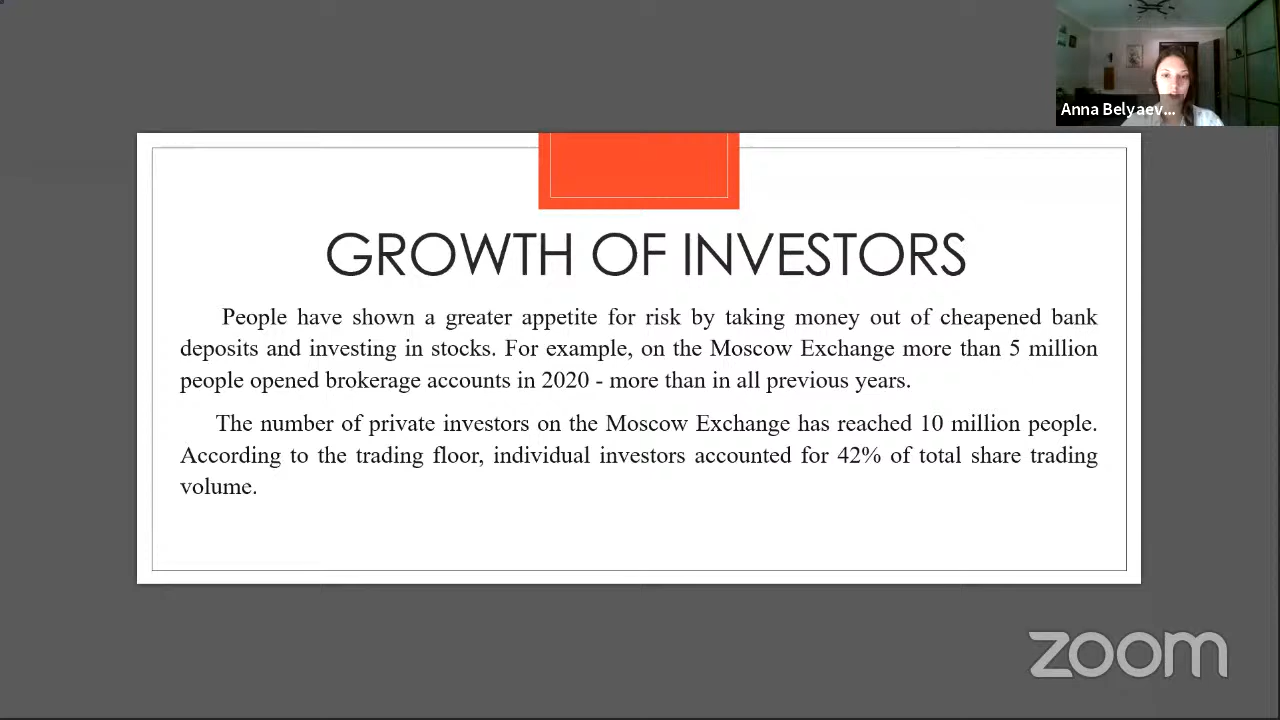 Anna Belyaev...
GROWTH OF INVESTORS
People have shown a greater appetite for risk by taking money out of cheapened bank
deposits and investing in stocks. For example, on the Moscow Exchange more than 5 million
people opened brokerage accounts in 2020 - more than in all previous years.
The number of private investors on the Moscow Exchange has reached 10 million people.
According to the trading floor, individual investors accounted for 42% of total share trading
volume.
zoom